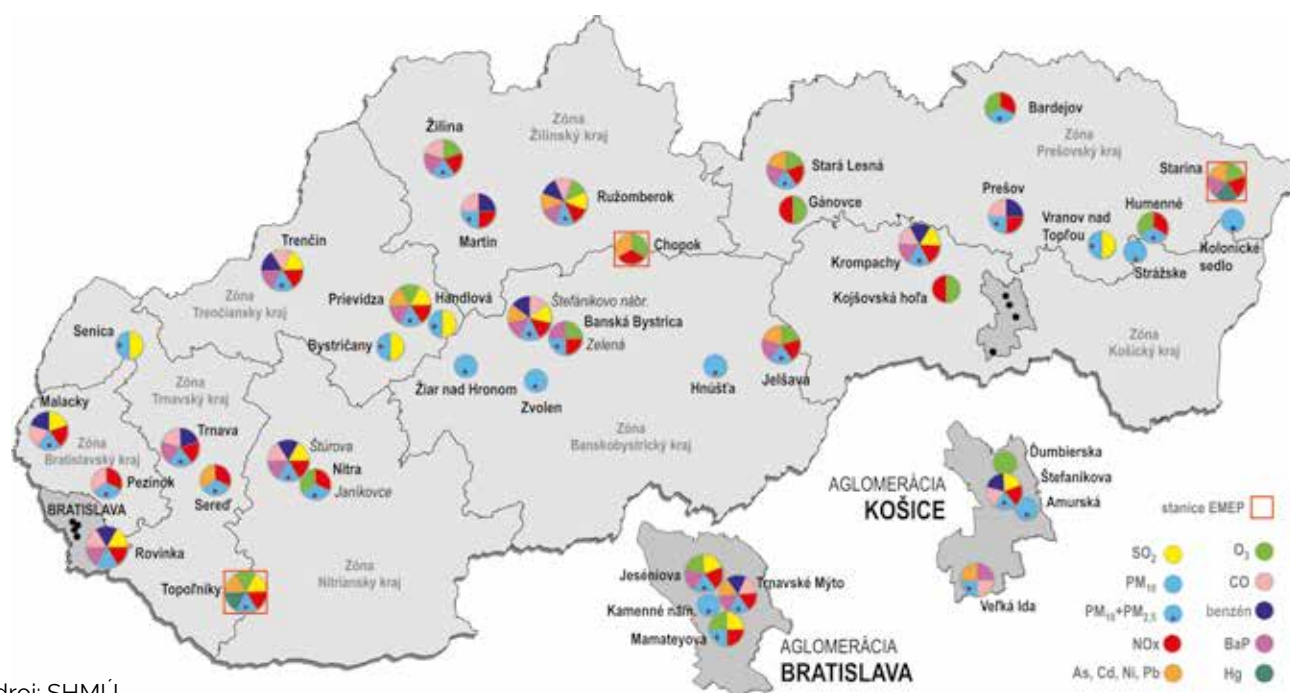 Zóna
Žilinský kraj
Žilina
Martin
Ružomberok
Chopok
Zóna
Prešovský kraj
Bardejov
Stará Lesná
Gánovce
Prešov
Starina
Humenné
Vranov nad
Topľou
Strážske
Kolonické
sedlo
Krompachy
Kojšovská hoľa
Zóna
Košický kraj
Trenčín
Zóna
Trenčiansky kraj
Prievidza
Handlová
Bystričany
Štefánikovo nábr.
Banská Bystrica
Zelená
Žiar nad Hronom
Zvolen
Hnúšťa
Jelšava
Zóna
Banskobystrický kraj
Senica
Zóna
Trnavský kraj
Malacky
Zóna
Bratislavský kraj
Trnava
Pezinok
Sereď
BRATISLAVA
Rovinka
Topoľníky
Štúrova
Nitra
Janíkovce
Zóna
Nitriansky kraj
Jeséniova
Trnavské Mýto
Kamenné nám.
Mamateyova
AGLOMERÁCIA
BRATISLAVA
AGLOMERÁCIA
KOŠICE
Ďumbierska
Štefánikova
Amurská
Veľká Ida
stanice EMEP
SO₂
O₃
PM₁₀
CO
PM₁₀+PM₂,₅
benzén
NOx
BaP
As, Cd, Ni, Pb
Hg